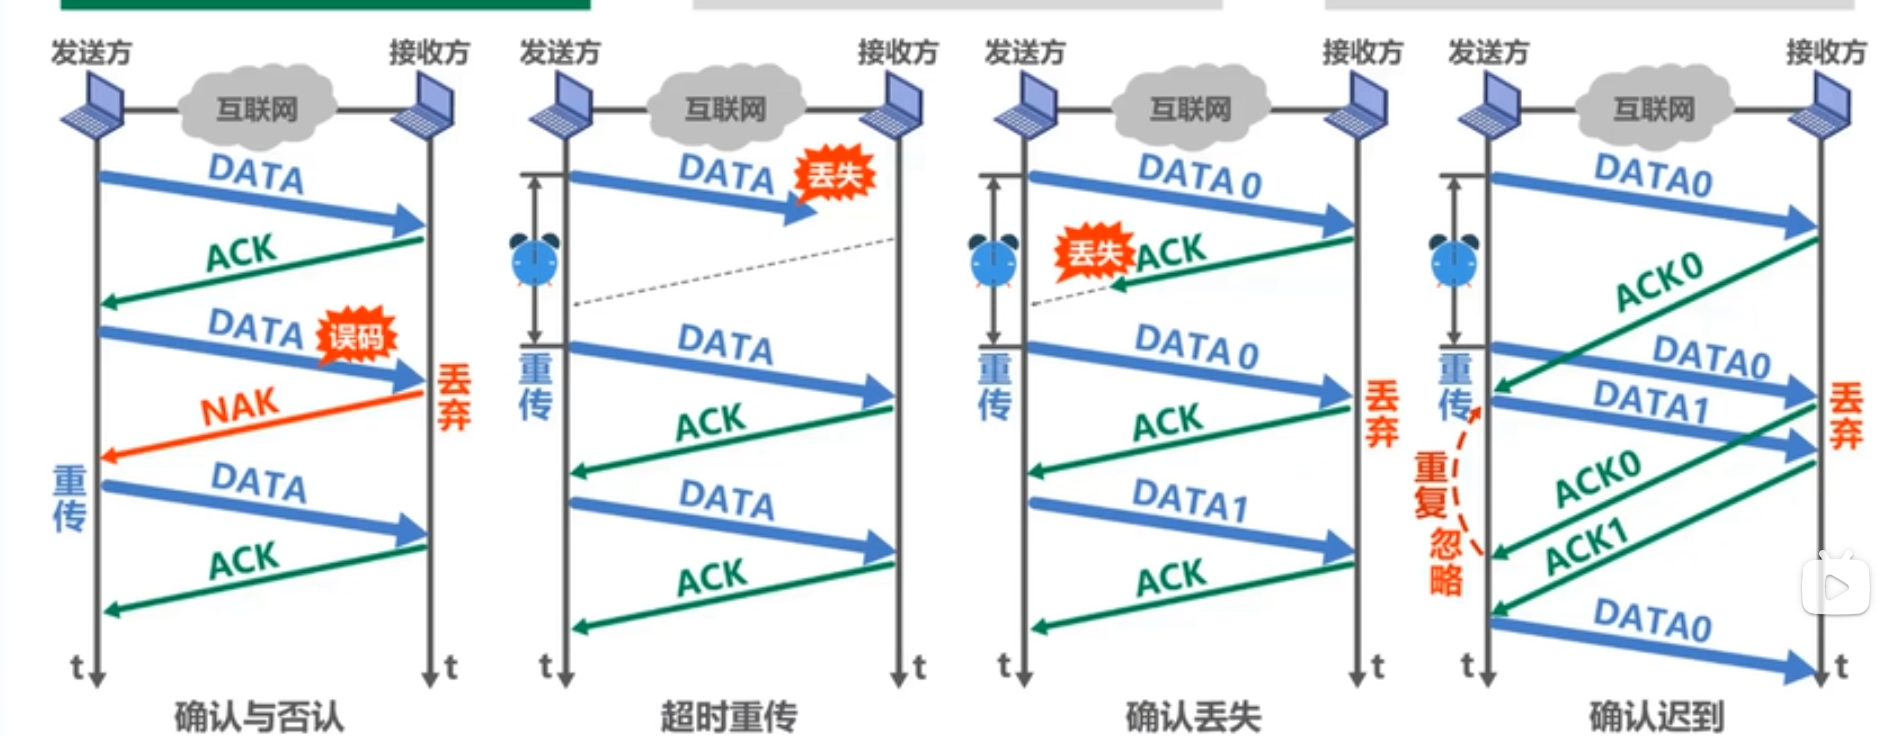 发送方
接收方
互联网
DATA
ACK
DATA
误码
丢弃
NAK
重传
DATA
ACK
t
t
确认与否认
发送方
接收方
互联网
DATA
丢失
重传
DATA
ACK
DATA
ACK
t
t
超时重传
发送方
接收方
互联网
DATA 0
丢失
ACK
重传
DATA 0
丢弃
ACK
DATA1
ACK
t
t
确认丢失
发送方
接收方
互联网
DATA0
ACK0
重传
DATA0
DATA1
丢弃
重复
忽略
ACK0
ACK1
DATA0
t
t
确认迟到